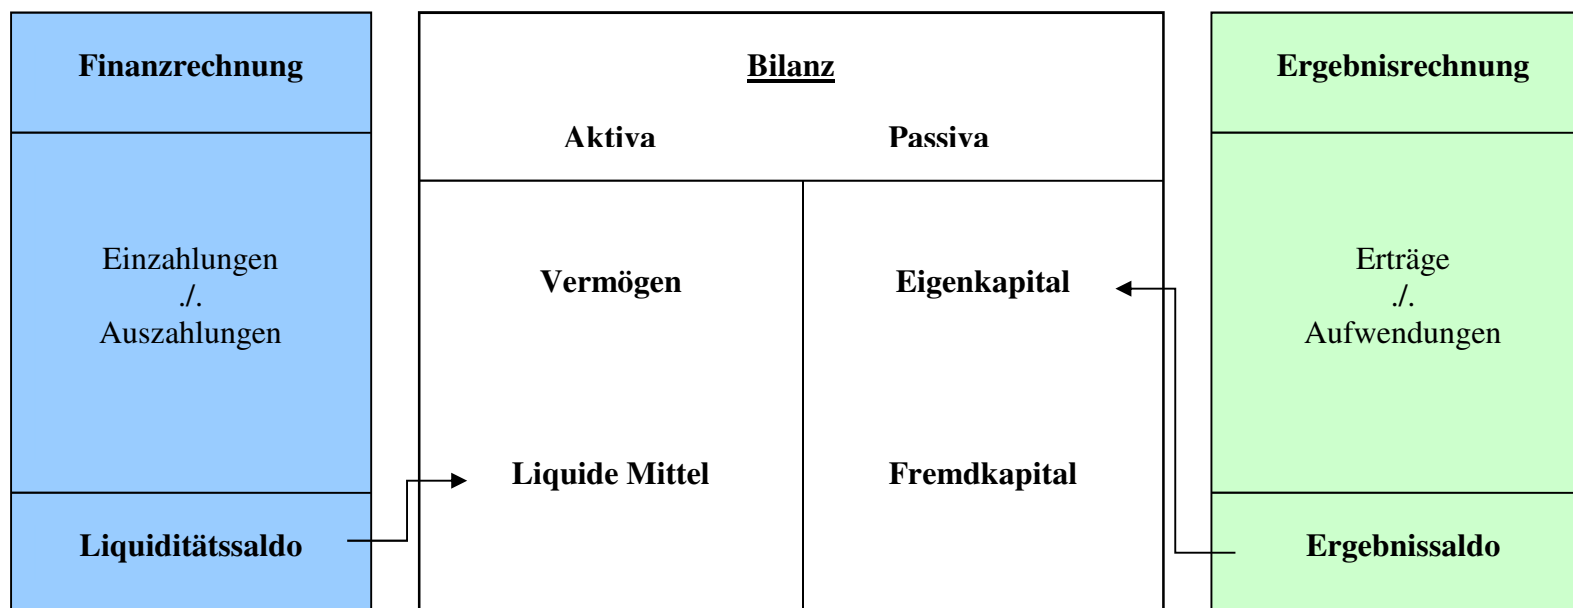 Finanzrechnung
Einzahlungen
./.
Auszahlungen
Liquiditätssaldo
Bilanz
Aktiva Passiva
Vermögen Eigenkapital
Liquide Mittel Fremdkapital
Ergebnisrechnung
Erträge
./.
Aufwendungen
Ergebnissaldo